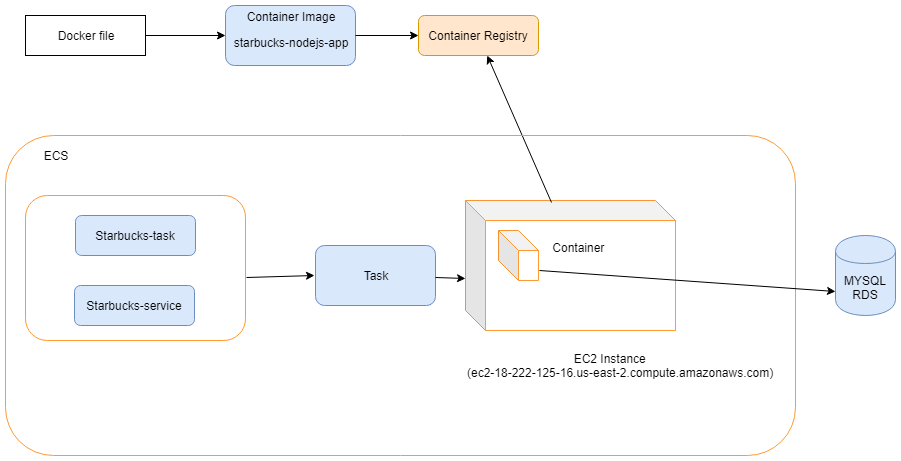 Docker file
Container Image
starbucks-nodejs-app
Container Registry
ECS
Starbucks-task
Starbucks-service
Task
Container
MYSQL
RDS
EC2 Instance
(ec2-18-222-125-16.us-east-2.compute.amazonaws.com)